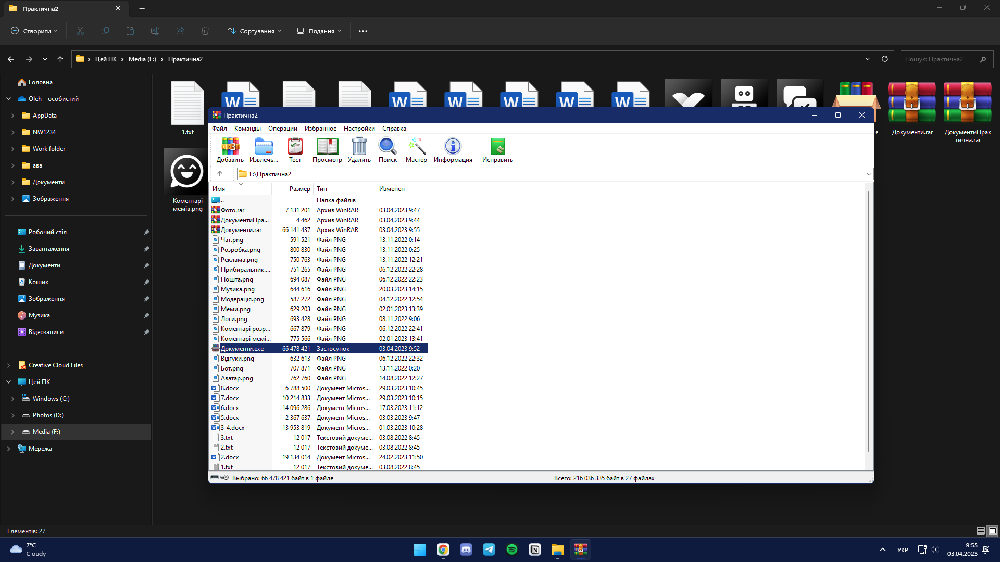 Практична2
Створити
Сортування
Подання
Цей ПК
Media (F:)
Практична2
Пошук: Практична2
Головна
Oleh – особистий
AppData
NW1234
Work folder
ава
Документи
Зображення
Робочий стіл
Завантаження
Документи
Кошик
Зображення
Музика
Відеозаписи
Creative Cloud Files
Цей ПК
Windows (C:)
Photos (D:)
Media (F:)
Мережа
1.txt
е
Документи.rar
ДокументиПрак
тична.rar
Коментарі
мемів.png
Практична2
Файл Команды Операции Избранное Настройки Справка
Добавить Извлечь... Тест Просмотр Удалить Поиск Мастер Информация Исправить
F:\Практична2
Имя Размер Тип Изменён
.. Папка файлів
Фото.rar 7 131 201 Архив WinRAR 03.04.2023 9:47
ДокументиПра... 4 462 Архив WinRAR 03.04.2023 9:44
Документи.rar 66 141 437 Архив WinRAR 03.04.2023 9:55
Чат.png 591 521 Файл PNG 13.11.2022 0:14
Розробка.png 800 830 Файл PNG 13.11.2022 0:25
Реклама.png 750 763 Файл PNG 13.11.2022 12:21
Прибиральник.... 751 265 Файл PNG 06.12.2022 22:28
Пошта.png 694 087 Файл PNG 06.12.2022 22:23
Музика.png 644 616 Файл PNG 20.03.2023 14:15
Модерація.png 587 272 Файл PNG 04.12.2022 12:54
Меми.png 629 203 Файл PNG 02.01.2023 13:39
Логи.png 693 428 Файл PNG 08.11.2022 9:06
Коментарі розр... 667 879 Файл PNG 06.12.2022 22:41
Коментарі мемі... 775 566 Файл PNG 02.01.2023 13:41
Документи.exe 66 478 421 Застосунок 03.04.2023 9:52
Відгуки.png 632 613 Файл PNG 06.12.2022 22:32
Бот.png 707 871 Файл PNG 13.11.2022 0:20
Аватар.png 762 760 Файл PNG 14.08.2022 12:27
8.docx 6 788 500 Документ Micros... 29.03.2023 10:45
7.docx 10 214 833 Документ Micros... 29.03.2023 10:15
6.docx 14 096 286 Документ Micros... 17.03.2023 11:12
5.docx 2 367 637 Документ Micros... 03.03.2023 9:47
3-4.docx 13 953 819 Документ Micros... 01.03.2023 10:28
3.txt 12 017 Текстовий докуме... 03.08.2022 8:45
2.txt 12 017 Текстовий докуме... 03.08.2022 8:45
2.docx 19 134 014 Документ Micros... 24.02.2023 11:50
1.txt 12 017 Текстовий докуме... 03.08.2022 8:45
Выбрано: 66 478 421 байт в 1 файле
Всего: 216 036 335 байт в 27 файлах
Елементів: 27
7°C
Cloudy
УКР
9:55
03.04.2023